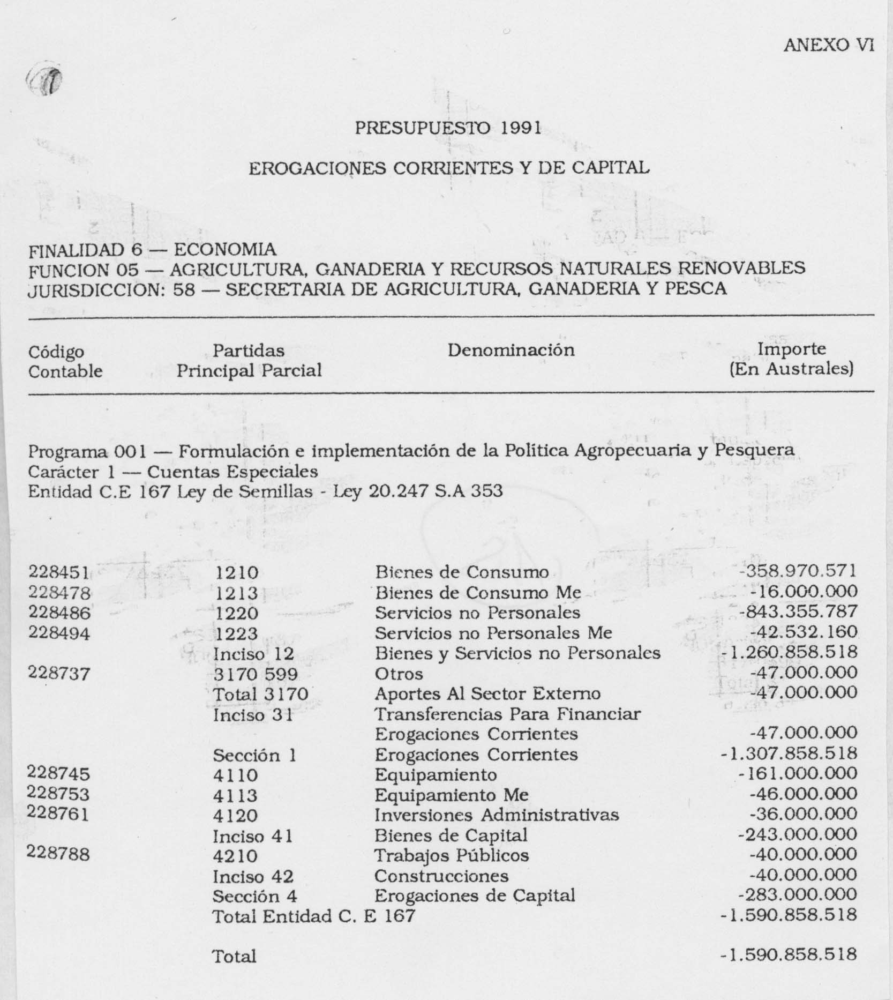 ANEXO VI
PRESUPUESTO 1991
EROGACIONES CORRIENTES Y DE CAPITAL
FINALIDAD 6 — ECONOMIA
FUNCION 05 — AGRICULTURA, GANADERIA Y RECURSOS NATURALES RENOVABLES
JURISDICCION: 58 — SECRETARIA DE AGRICULTURA, GANADERIA Y PESCA
Código Partidas Denominación Importe
Contable Principal Parcial (En Australes)
Programa 001 — Formulación e implementación de la Política Agropecuaria y Pesquera
Carácter 1 — Cuentas Especiales
Entidad C.E 167 Ley de Semillas - Ley 20.247 S.A 353
228451 1210 Bienes de Consumo -358.970.571
228478 1213 Bienes de Consumo Me -16.000.000
228486 1220 Servicios no Personales -843.355.787
228494 1223 Servicios no Personales Me -42.532.160
Inciso 12 Bienes y Servicios no Personales -1.260.858.518
228737 3170 599 Otros -47.000.000
Total 3170 Aportes Al Sector Externo -47.000.000
Inciso 31 Transferencias Para Financiar
Erogaciones Corrientes -47.000.000
Sección 1 Erogaciones Corrientes -1.307.858.518
228745 4110 Equipamiento -161.000.000
228753 4113 Equipamiento Me -46.000.000
228761 4120 Inversiones Administrativas -36.000.000
Inciso 41 Bienes de Capital -243.000.000
228788 4210 Trabajos Públicos -40.000.000
Inciso 42 Construcciones -40.000.000
Sección 4 Erogaciones de Capital -283.000.000
Total Entidad C. E 167 -1.590.858.518
Total -1.590.858.518